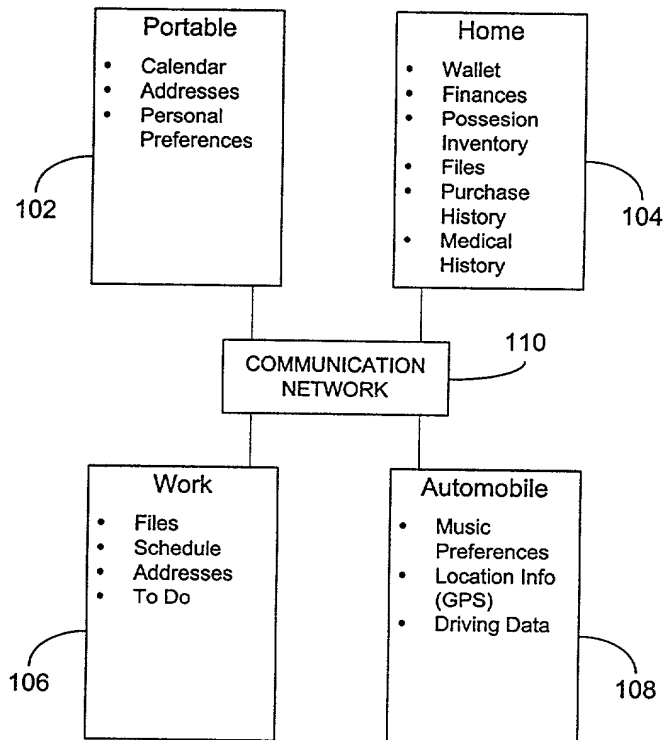 Portable
• Calendar
• Addresses
• Personal
Preferences
102
Home
• Wallet
• Finances
• Possesion
Inventory
• Files
• Purchase
History
• Medical
History
104
COMMUNICATION
NETWORK
110
Work
• Files
• Schedule
• Addresses
• To Do
106
Automobile
• Music
Preferences
• Location Info
(GPS)
• Driving Data
108